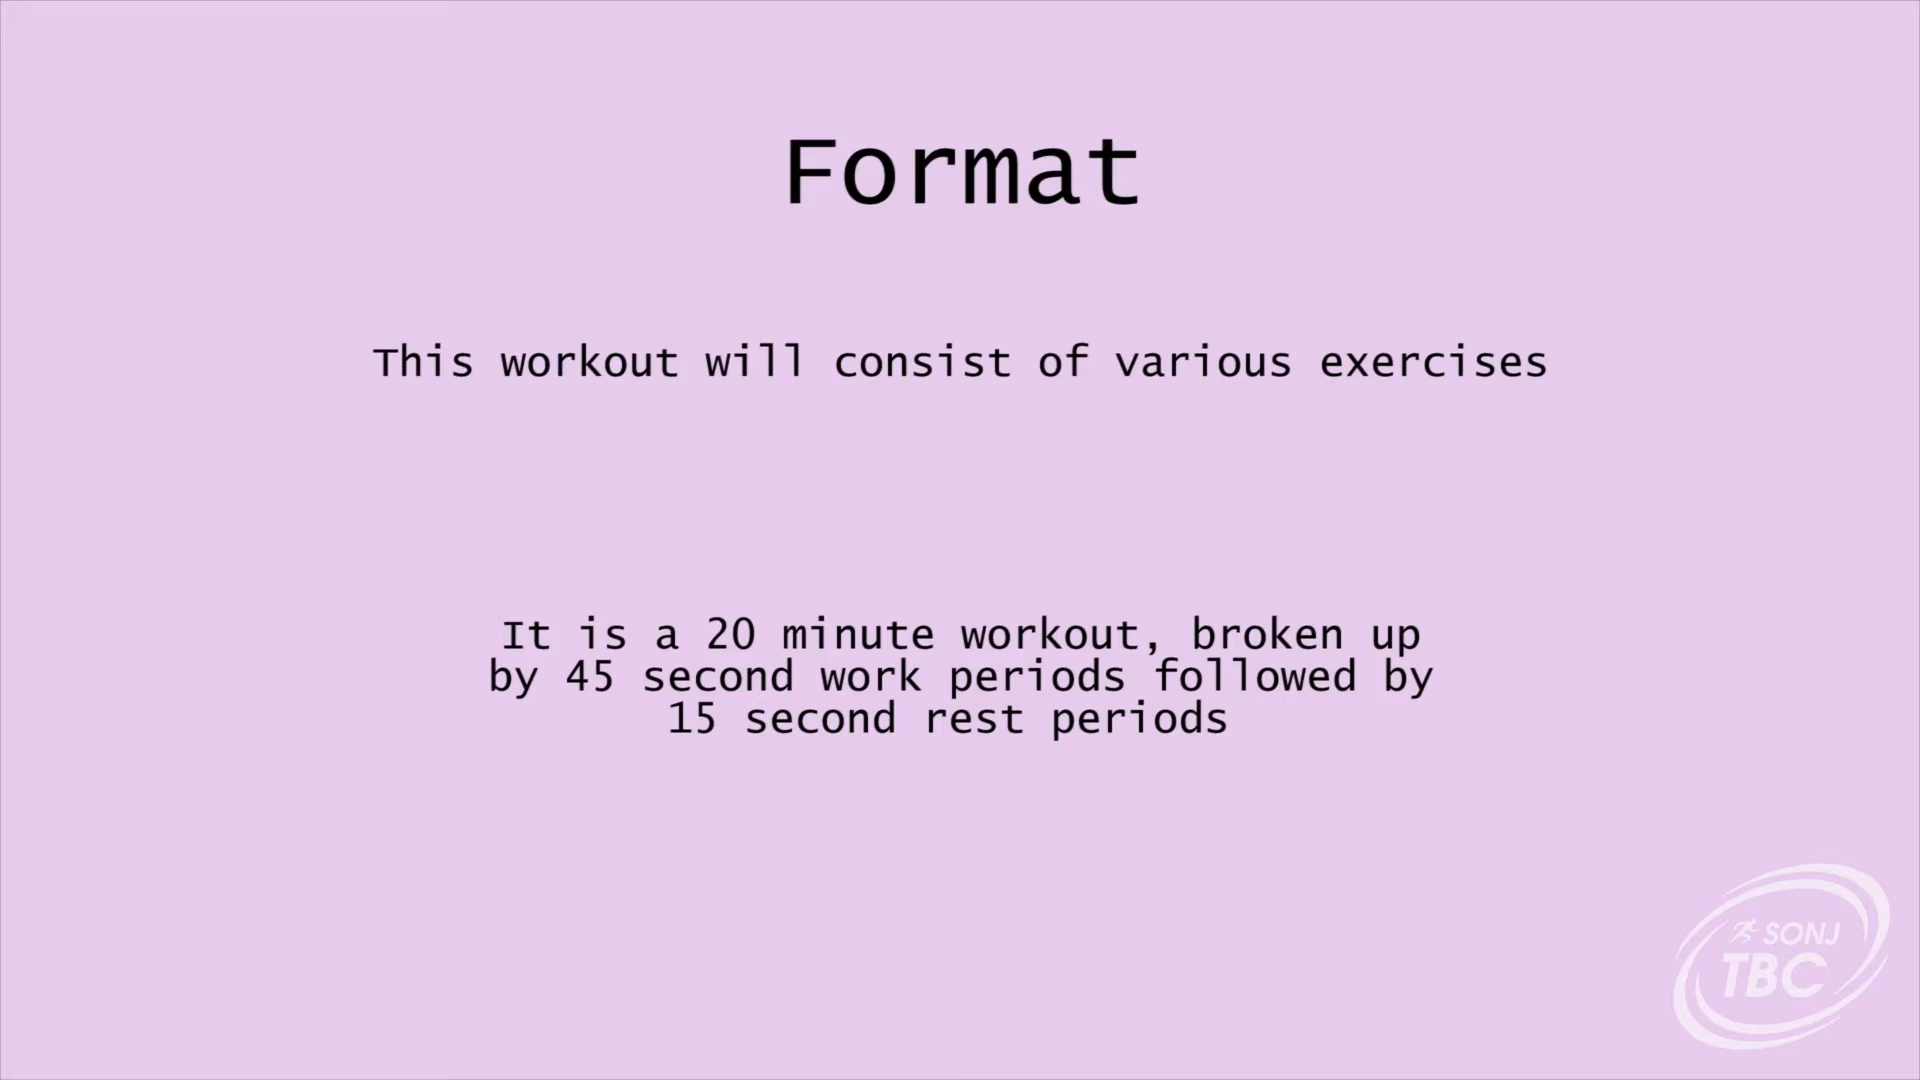 Format
This workout will consist of various exercises
It is a 20 minute workout, broken up
by 45 second work periods followed by
15 second rest periods
SONJ
TBC